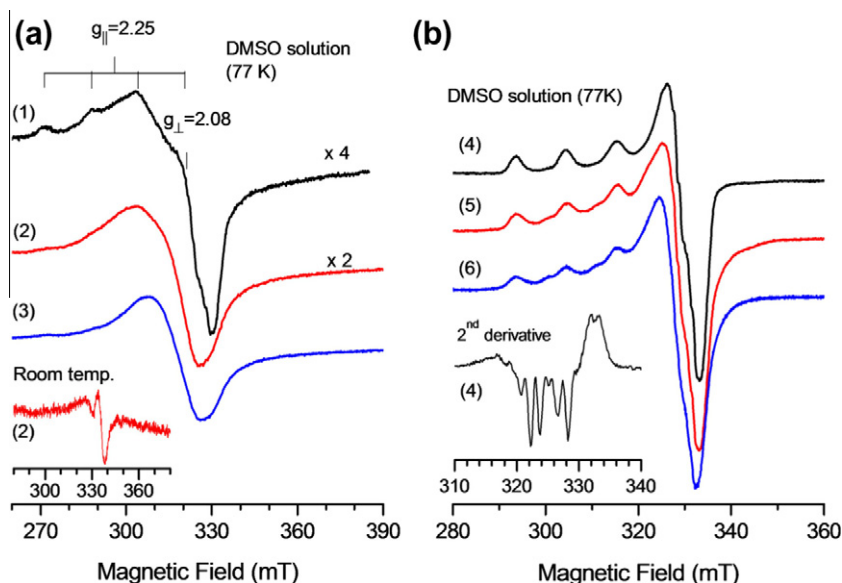 (a)
g||=2.25
DMSO solution
(77 K)
(1)
g⊥=2.08
x 4
(2)
x 2
(3)
Room temp.
(2)
300 330 360
270 300 330 360 390
Magnetic Field (mT)
(b)
DMSO solution (77K)
(4)
(5)
(6)
2nd derivative
(4)
310 320 330 340
280 300 320 340 360
Magnetic Field (mT)